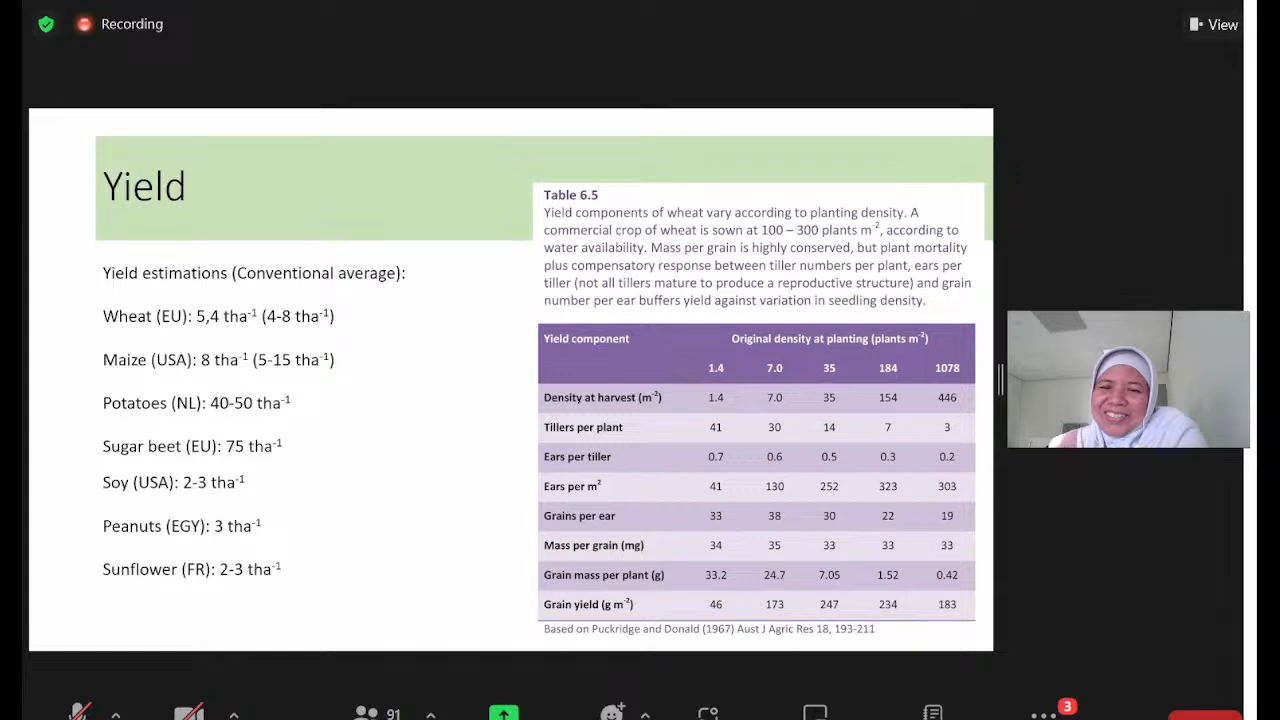 Recording
View
Yield
Yield estimations (Conventional average):
Wheat (EU): 5,4 tha⁻¹ (4-8 tha⁻¹)
Maize (USA): 8 tha⁻¹ (5-15 tha⁻¹)
Potatoes (NL): 40-50 tha⁻¹
Sugar beet (EU): 75 tha⁻¹
Soy (USA): 2-3 tha⁻¹
Peanuts (EGY): 3 tha⁻¹
Sunflower (FR): 2-3 tha⁻¹
Table 6.5
Yield components of wheat vary according to planting density. A
commercial crop of wheat is sown at 100 – 300 plants m⁻², according to
water availability. Mass per grain is highly conserved, but plant mortality
plus compensatory response between tiller numbers per plant, ears per
tiller (not all tillers mature to produce a reproductive structure) and grain
number per ear buffers yield against variation in seedling density.
Yield component Original density at planting (plants m⁻²)
1.4 7.0 35 184 1078
Density at harvest (m⁻²) 1.4 7.0 35 154 446
Tillers per plant 41 30 14 7 3
Ears per tiller 0.7 0.6 0.5 0.3 0.2
Ears per m² 41 130 252 323 303
Grains per ear 33 38 30 22 19
Mass per grain (mg) 34 35 33 33 33
Grain mass per plant (g) 33.2 24.7 7.05 1.52 0.42
Grain yield (g m⁻²) 46 173 247 234 183
Based on Puckridge and Donald (1967) Aust J Agric Res 18, 193-211
91
3